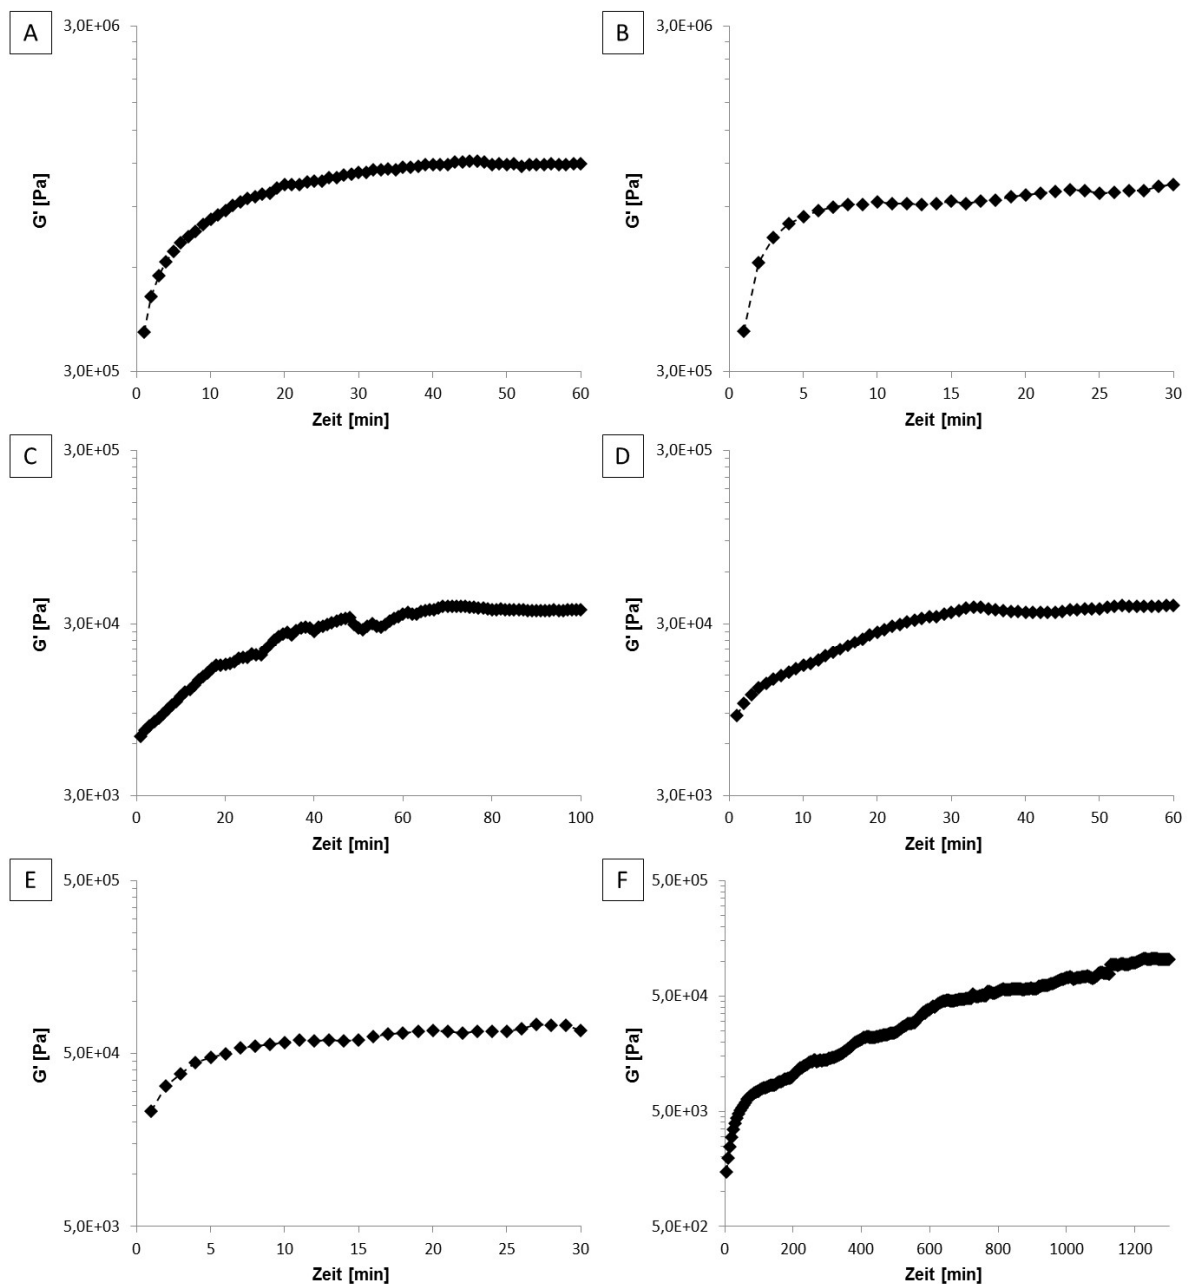 A
3,0E+06
G' [Pa]
3,0E+05
0 10 20 30 40 50 60
Zeit [min]
B
3,0E+06
G' [Pa]
3,0E+05
0 5 10 15 20 25 30
Zeit [min]
C
3,0E+05
3,0E+04
G' [Pa]
3,0E+03
0 20 40 60 80 100
Zeit [min]
D
3,0E+05
3,0E+04
G' [Pa]
3,0E+03
0 10 20 30 40 50 60
Zeit [min]
E
5,0E+05
5,0E+04
G' [Pa]
5,0E+03
0 5 10 15 20 25 30
Zeit [min]
F
5,0E+05
5,0E+04
G' [Pa]
5,0E+03
5,0E+02
0 200 400 600 800 1000 1200
Zeit [min]